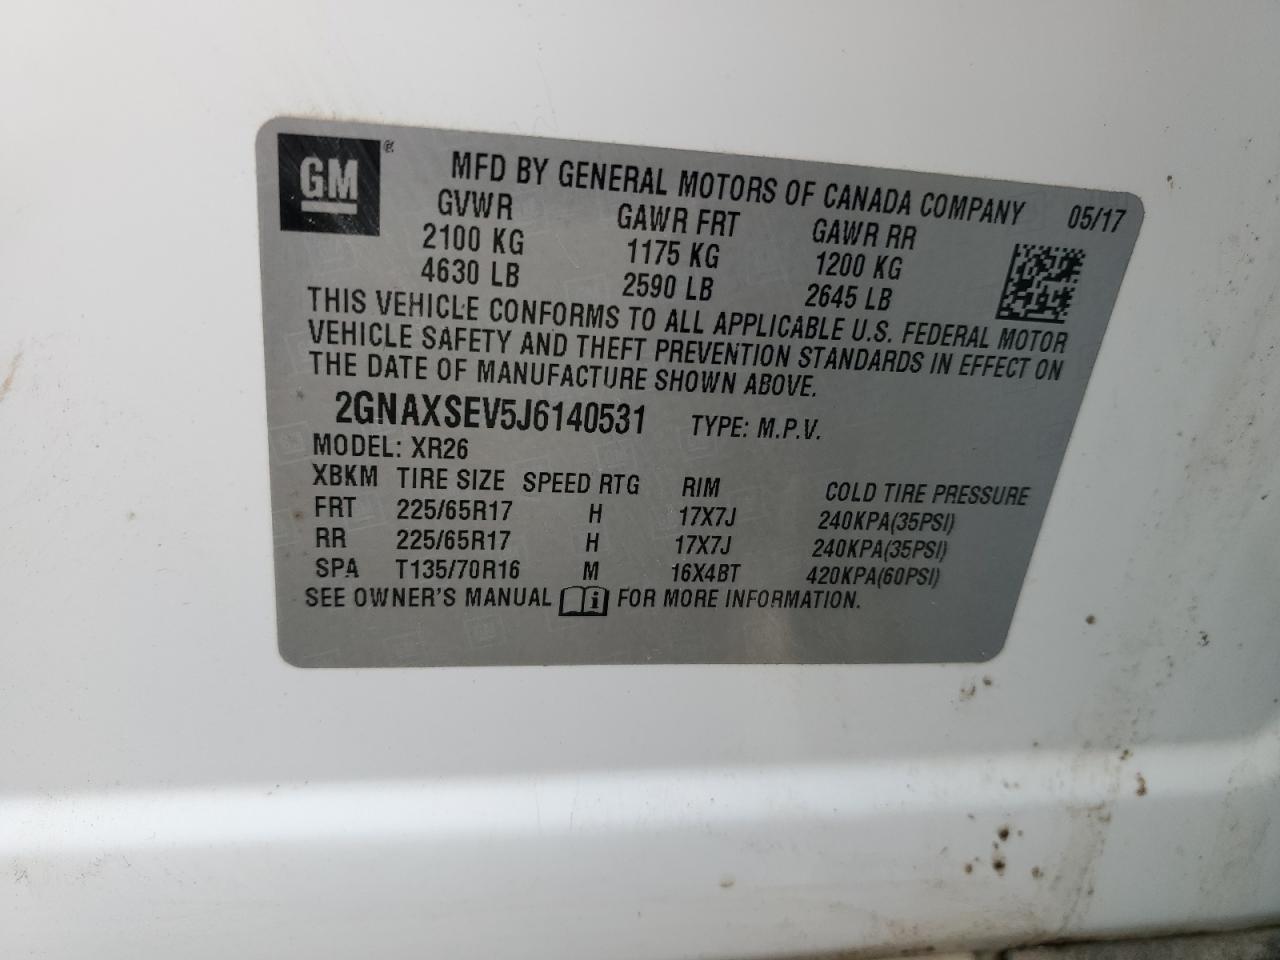 GM ®
MFD BY GENERAL MOTORS OF CANADA COMPANY 05/17
GVWR GAWR FRT GAWR RR
2100 KG 1175 KG 1200 KG
4630 LB 2590 LB 2645 LB
THIS VEHICLE CONFORMS TO ALL APPLICABLE U.S. FEDERAL MOTOR
VEHICLE SAFETY AND THEFT PREVENTION STANDARDS IN EFFECT ON
THE DATE OF MANUFACTURE SHOWN ABOVE.
2GNAXSEV5J6140531 TYPE: M.P.V.
MODEL: XR26
XBKM TIRE SIZE SPEED RTG RIM COLD TIRE PRESSURE
FRT 225/65R17 H 17X7J 240KPA(35PSI)
RR 225/65R17 H 17X7J 240KPA(35PSI)
SPA T135/70R16 M 16X4BT 420KPA(60PSI)
SEE OWNER'S MANUAL i FOR MORE INFORMATION.